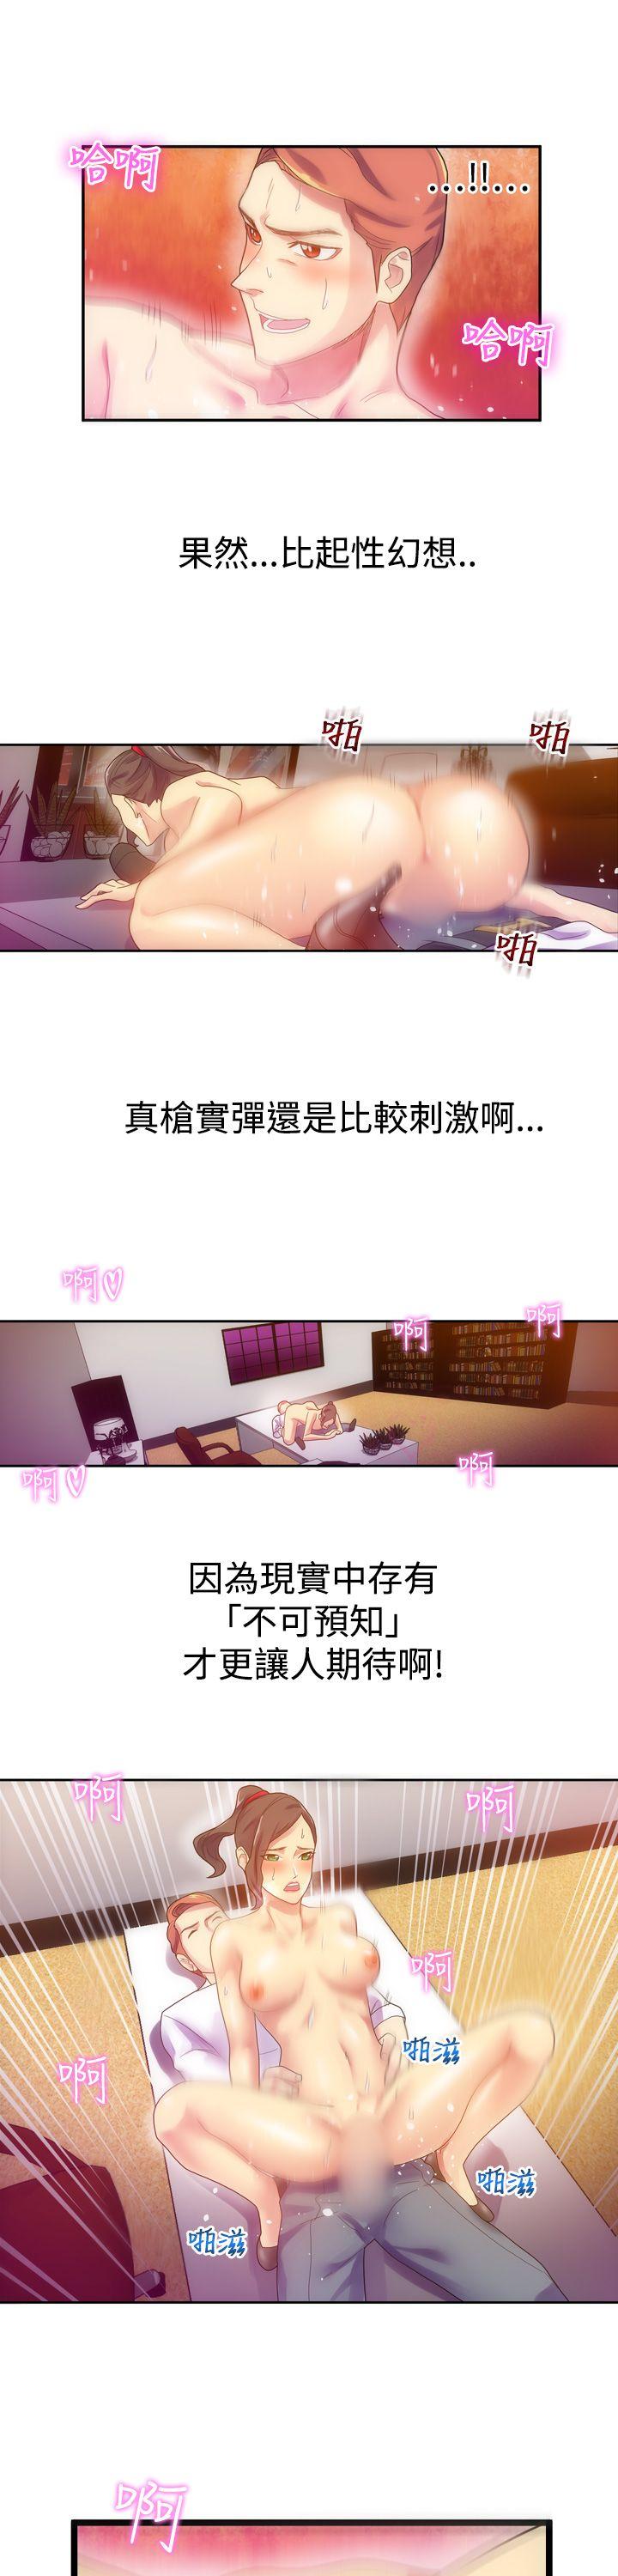 哈啊
...!!...
哈啊
果然...比起性幻想..
啪
啪
啪
真槍實彈還是比較刺激啊...
啊♡
啊
啊
啊
啊♡
因為現實中存有
「不可預知」
才更讓人期待啊!
啊
啊
啊
啪滋
啊
啪滋
啪滋
啊